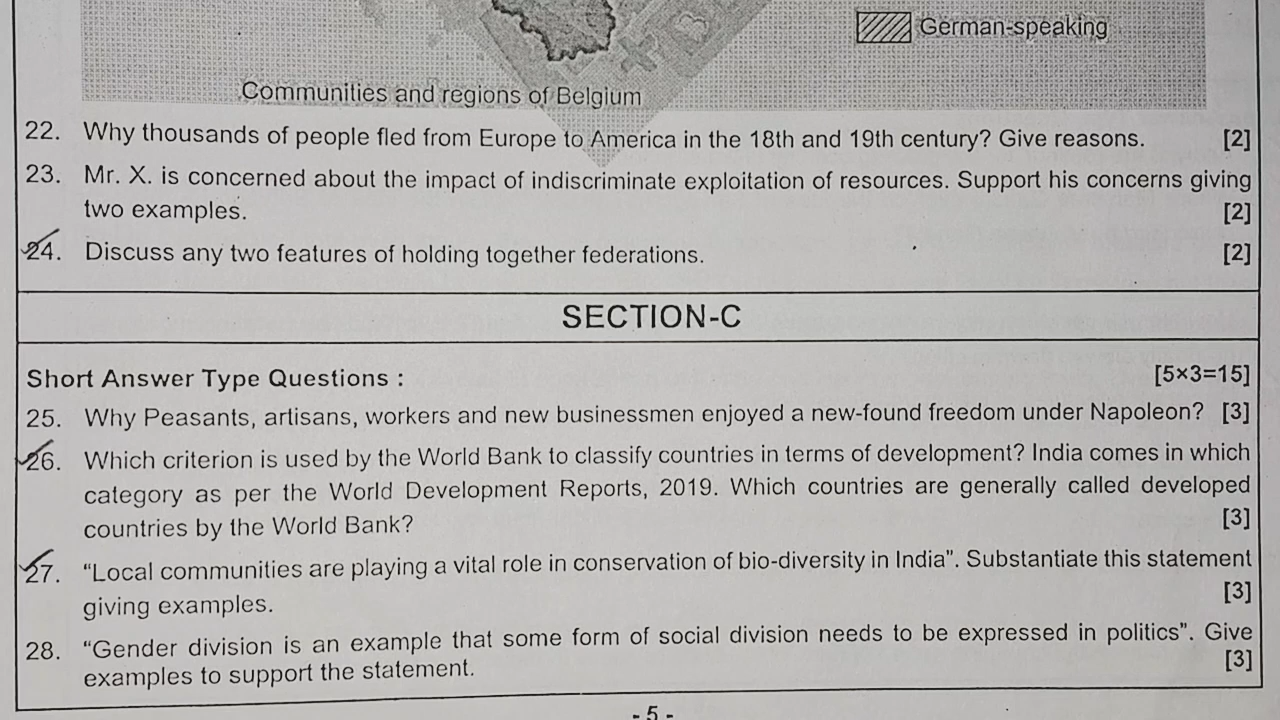 German-speaking
Communities and regions of Belgium
22. Why thousands of people fled from Europe to America in the 18th and 19th century? Give reasons. [2]
23. Mr. X. is concerned about the impact of indiscriminate exploitation of resources. Support his concerns giving
two examples. [2]
24. Discuss any two features of holding together federations. [2]
SECTION-C
Short Answer Type Questions : [5×3=15]
25. Why Peasants, artisans, workers and new businessmen enjoyed a new-found freedom under Napoleon? [3]
26. Which criterion is used by the World Bank to classify countries in terms of development? India comes in which
category as per the World Development Reports, 2019. Which countries are generally called developed
countries by the World Bank? [3]
27. “Local communities are playing a vital role in conservation of bio-diversity in India”. Substantiate this statement
giving examples. [3]
28. “Gender division is an example that some form of social division needs to be expressed in politics”. Give
examples to support the statement. [3]
- 5 -